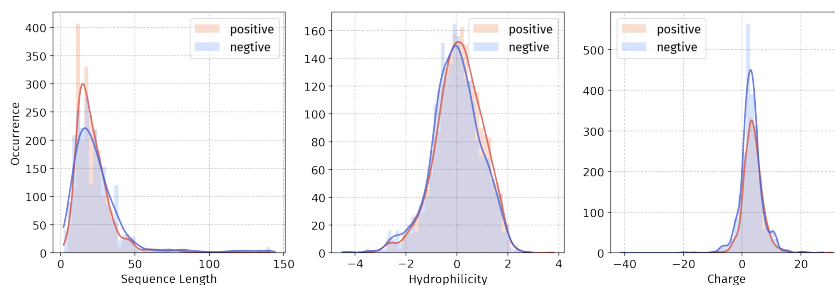 positive
negtive
400
350
300
250
200
150
100
50
0
Occurrence
0 50 100 150
Sequence Length
positive
negtive
160
140
120
100
80
60
40
20
0
−4 −2 0 2 4
Hydrophilicity
positive
negtive
500
400
300
200
100
0
−40 −20 0 20
Charge